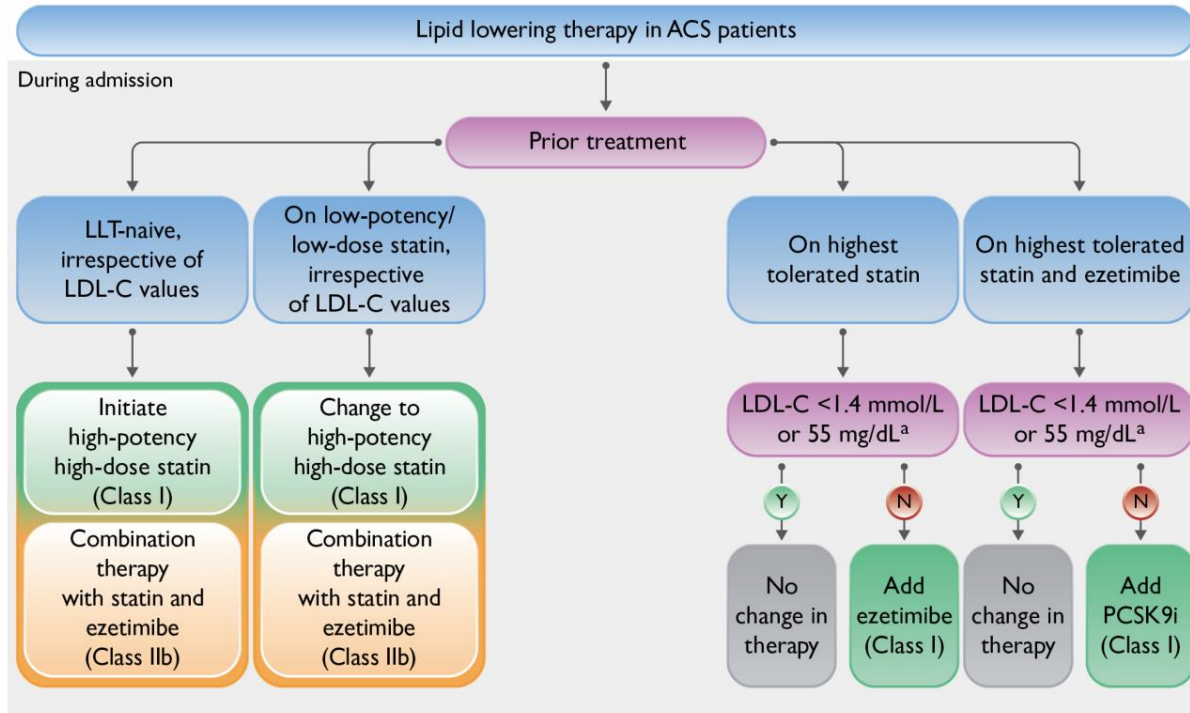 Lipid lowering therapy in ACS patients
During admission
Prior treatment
LLT-naive,
irrespective of
LDL-C values
On low-potency/
low-dose statin,
irrespective
of LDL-C values
On highest
tolerated statin
On highest tolerated
statin and ezetimibe
Initiate
high-potency
high-dose statin
(Class I)
Change to
high-potency
high-dose statin
(Class I)
LDL-C <1.4 mmol/L
or 55 mg/dLª
LDL-C <1.4 mmol/L
or 55 mg/dLª
Y
N
Y
N
Combination
therapy
with statin and
ezetimibe
(Class IIb)
Combination
therapy
with statin and
ezetimibe
(Class IIb)
No
change in
therapy
Add
ezetimibe
(Class I)
No
change in
therapy
Add
PCSK9i
(Class I)